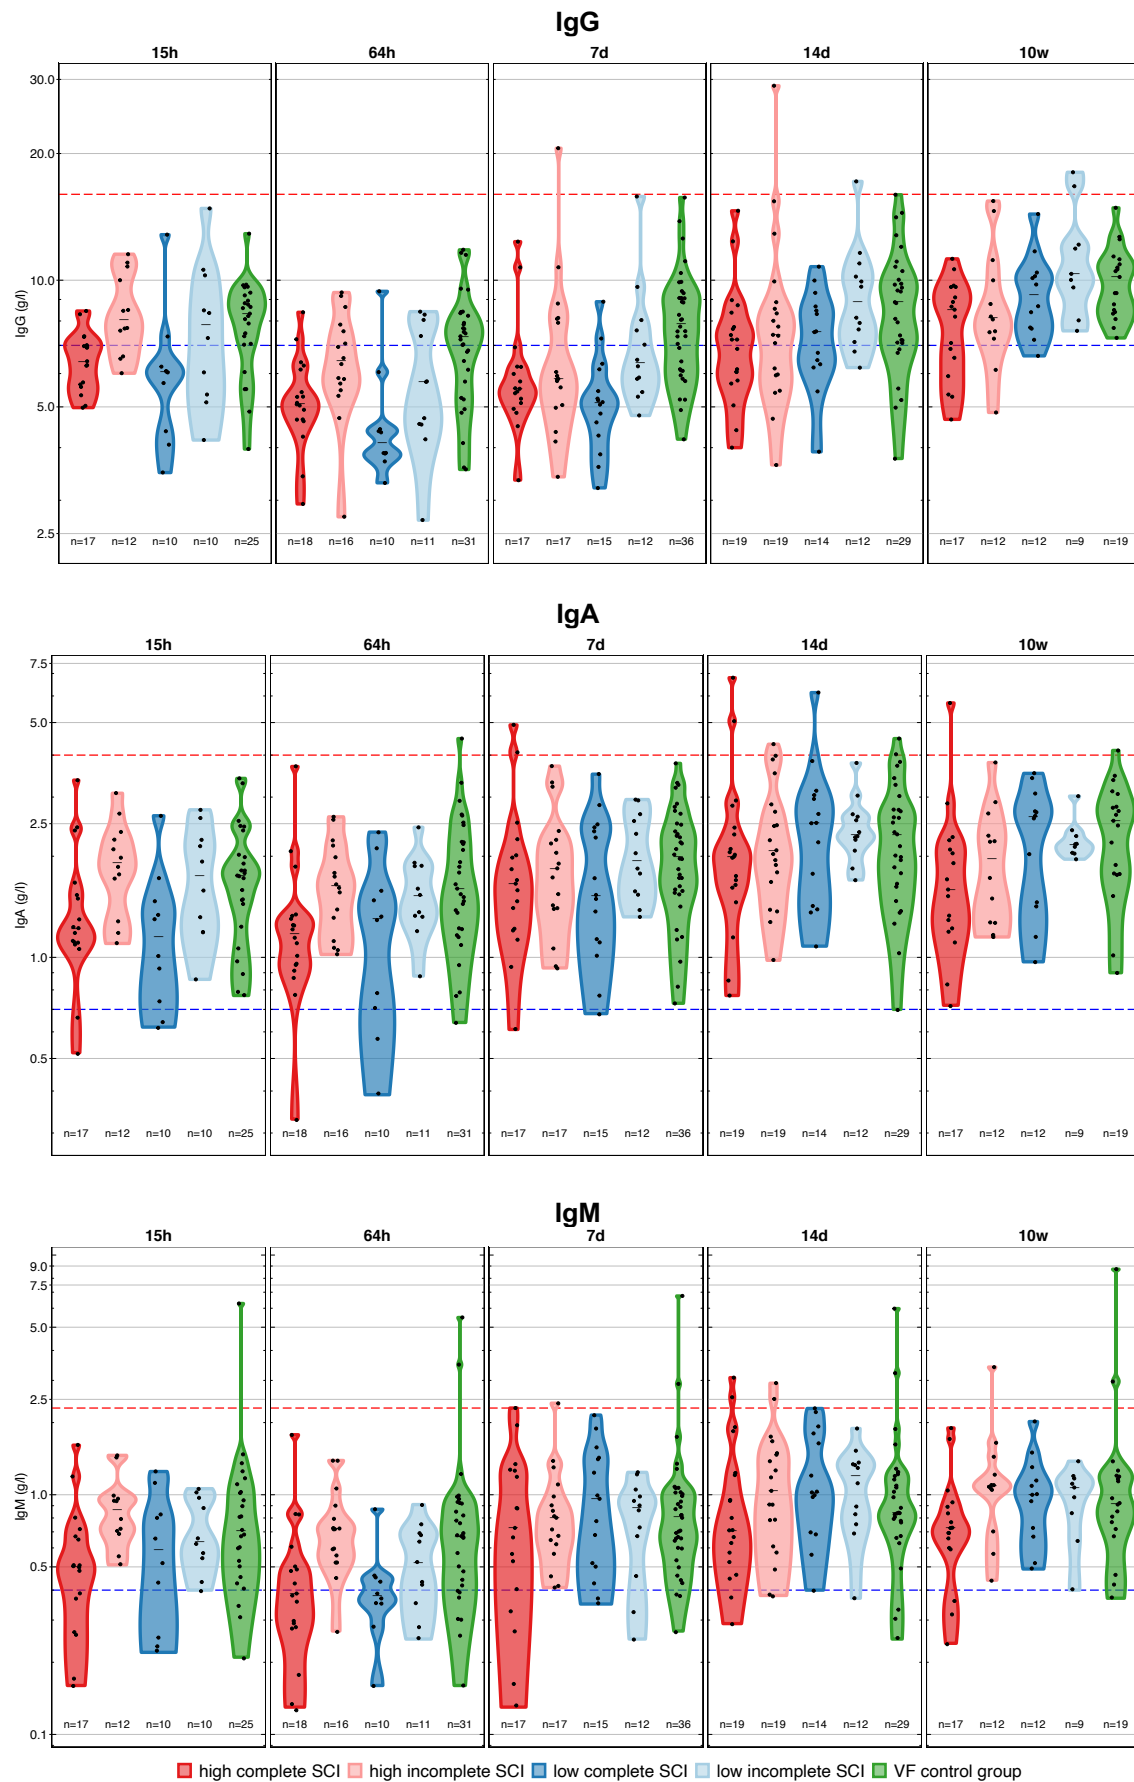 IgG
15h 64h 7d 14d 10w
30.0
20.0
10.0
5.0
2.5
IgG (g/l)
n=17 n=12 n=10 n=10 n=25 n=18 n=16 n=10 n=11 n=31 n=17 n=17 n=15 n=12 n=36 n=19 n=19 n=14 n=12 n=29 n=17 n=12 n=12 n=9 n=19
IgA
15h 64h 7d 14d 10w
7.5
5.0
2.5
1.0
0.5
IgA (g/l)
n=17 n=12 n=10 n=10 n=25 n=18 n=16 n=10 n=11 n=31 n=17 n=17 n=15 n=12 n=36 n=19 n=19 n=14 n=12 n=29 n=17 n=12 n=12 n=9 n=19
IgM
15h 64h 7d 14d 10w
9.0
7.5
5.0
2.5
1.0
0.5
0.1
IgM (g/l)
n=17 n=12 n=10 n=10 n=25 n=18 n=16 n=10 n=11 n=31 n=17 n=17 n=15 n=12 n=36 n=19 n=19 n=14 n=12 n=29 n=17 n=12 n=12 n=9 n=19
high complete SCI high incomplete SCI low complete SCI low incomplete SCI VF control group